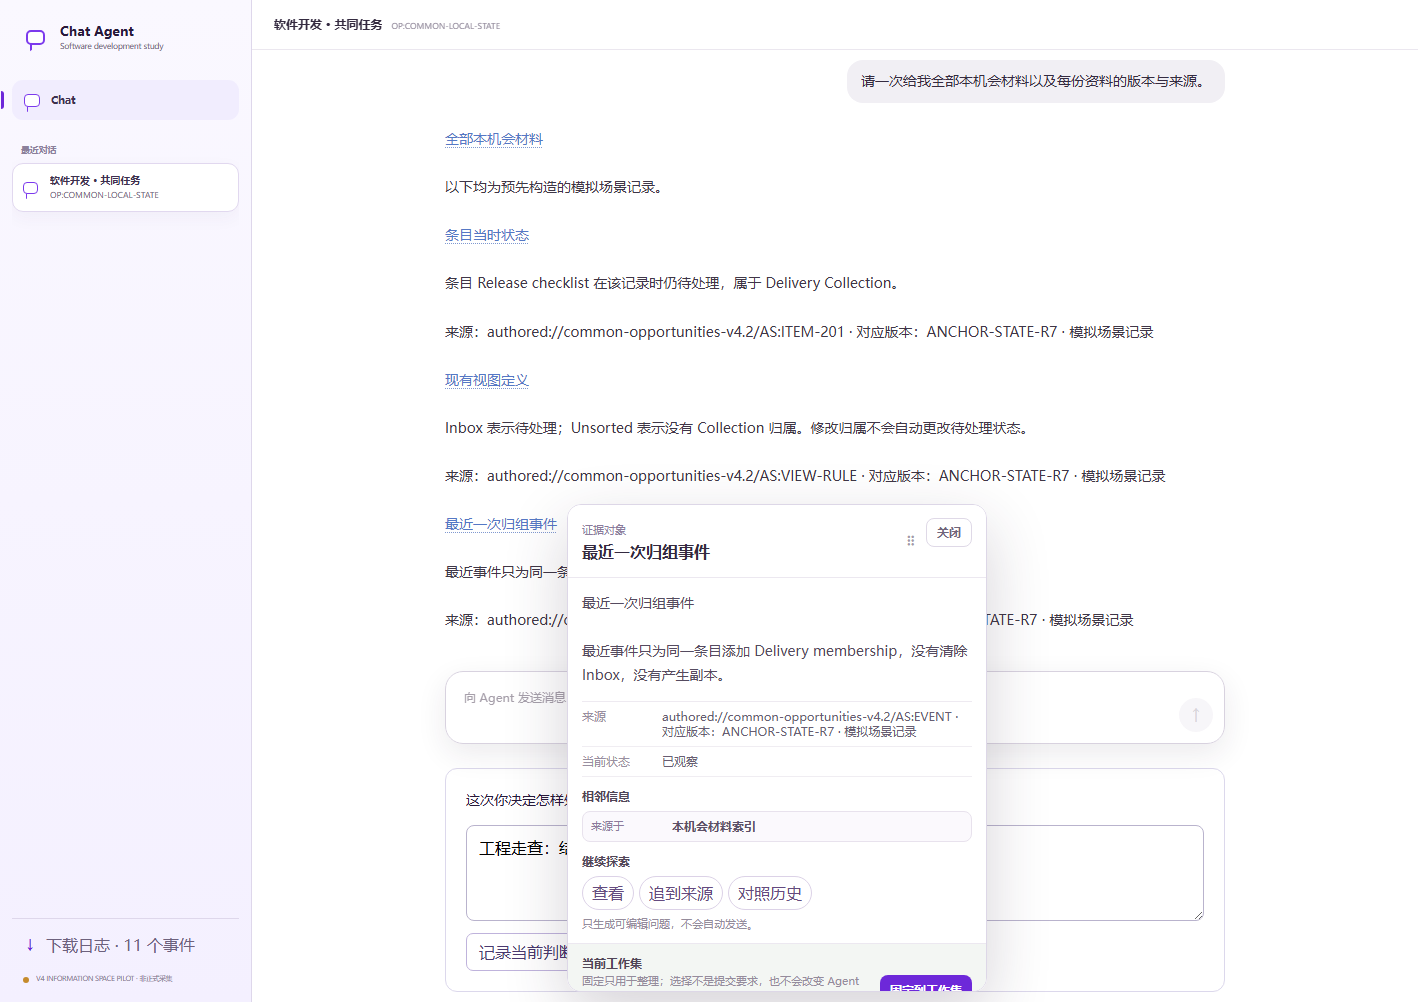 Chat Agent
Software development study
Chat
最近对话
软件开发 • 共同任务
OP:COMMON-LOCAL-STATE
下载日志 · 11 个事件
V4 INFORMATION SPACE PILOT · 非正式采集
软件开发 • 共同任务 OP:COMMON-LOCAL-STATE
请一次给我全部本机会材料以及每份资料的版本与来源。
全部本机会材料
以下均为预先构造的模拟场景记录。
条目当时状态
条目 Release checklist 在该记录时仍待处理，属于 Delivery Collection。
来源：authored://common-opportunities-v4.2/AS:ITEM-201 · 对应版本：ANCHOR-STATE-R7 · 模拟场景记录
现有视图定义
Inbox 表示待处理；Unsorted 表示没有 Collection 归属。修改归属不会自动更改待处理状态。
来源：authored://common-opportunities-v4.2/AS:VIEW-RULE · 对应版本：ANCHOR-STATE-R7 · 模拟场景记录
最近一次归组事件
最近事件只为同一条
来源：authored://c
TATE-R7 · 模拟场景记录
向 Agent 发送消息
这次你决定怎样
工程走查：
记录当前判断
证据对象
最近一次归组事件
关闭
最近一次归组事件
最近事件只为同一条目添加 Delivery membership，没有清除
Inbox，没有产生副本。
来源 authored://common-opportunities-v4.2/AS:EVENT ·
对应版本：ANCHOR-STATE-R7 · 模拟场景记录
当前状态 已观察
相邻信息
来源于 本机会材料索引
继续探索
查看 追到来源 对照历史
只生成可编辑问题，不会自动发送。
当前工作集
固定只用于整理；选择不是提交要求，也不会改变 Agent
固定到工作集